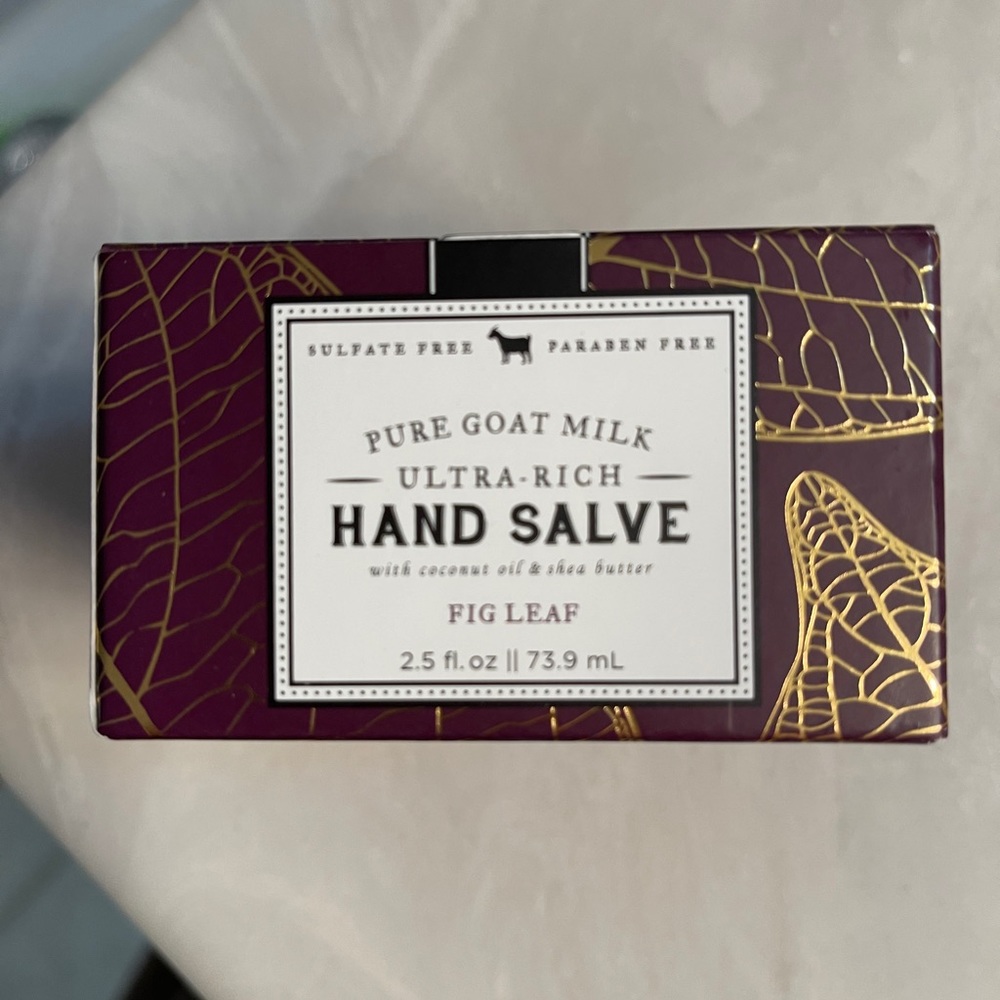 SULFATE FREE PARABEN FREE
PURE GOAT MILK
ULTRA-RICH
HAND SALVE
with coconut oil & shea butter
FIG LEAF
2.5 fl. oz || 73.9 mL